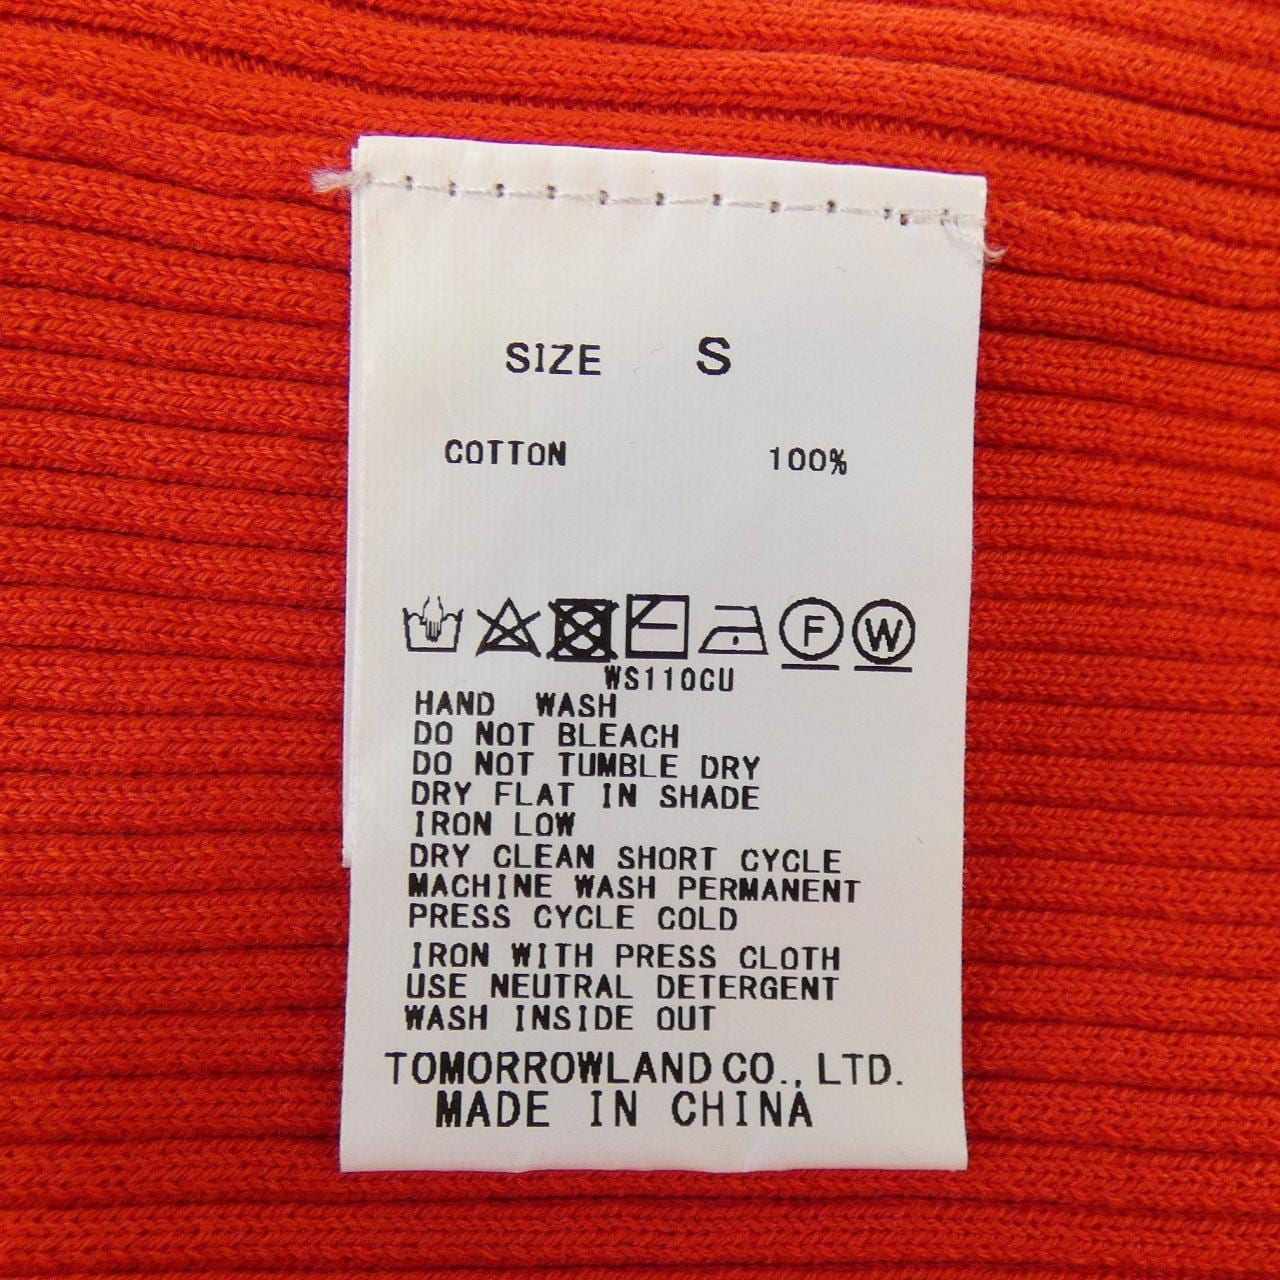 SIZE S
COTTON 100%
F W
WS110CU
HAND WASH
DO NOT BLEACH
DO NOT TUMBLE DRY
DRY FLAT IN SHADE
IRON LOW
DRY CLEAN SHORT CYCLE
MACHINE WASH PERMANENT
PRESS CYCLE COLD
IRON WITH PRESS CLOTH
USE NEUTRAL DETERGENT
WASH INSIDE OUT
TOMORROWLAND CO., LTD.
MADE IN CHINA